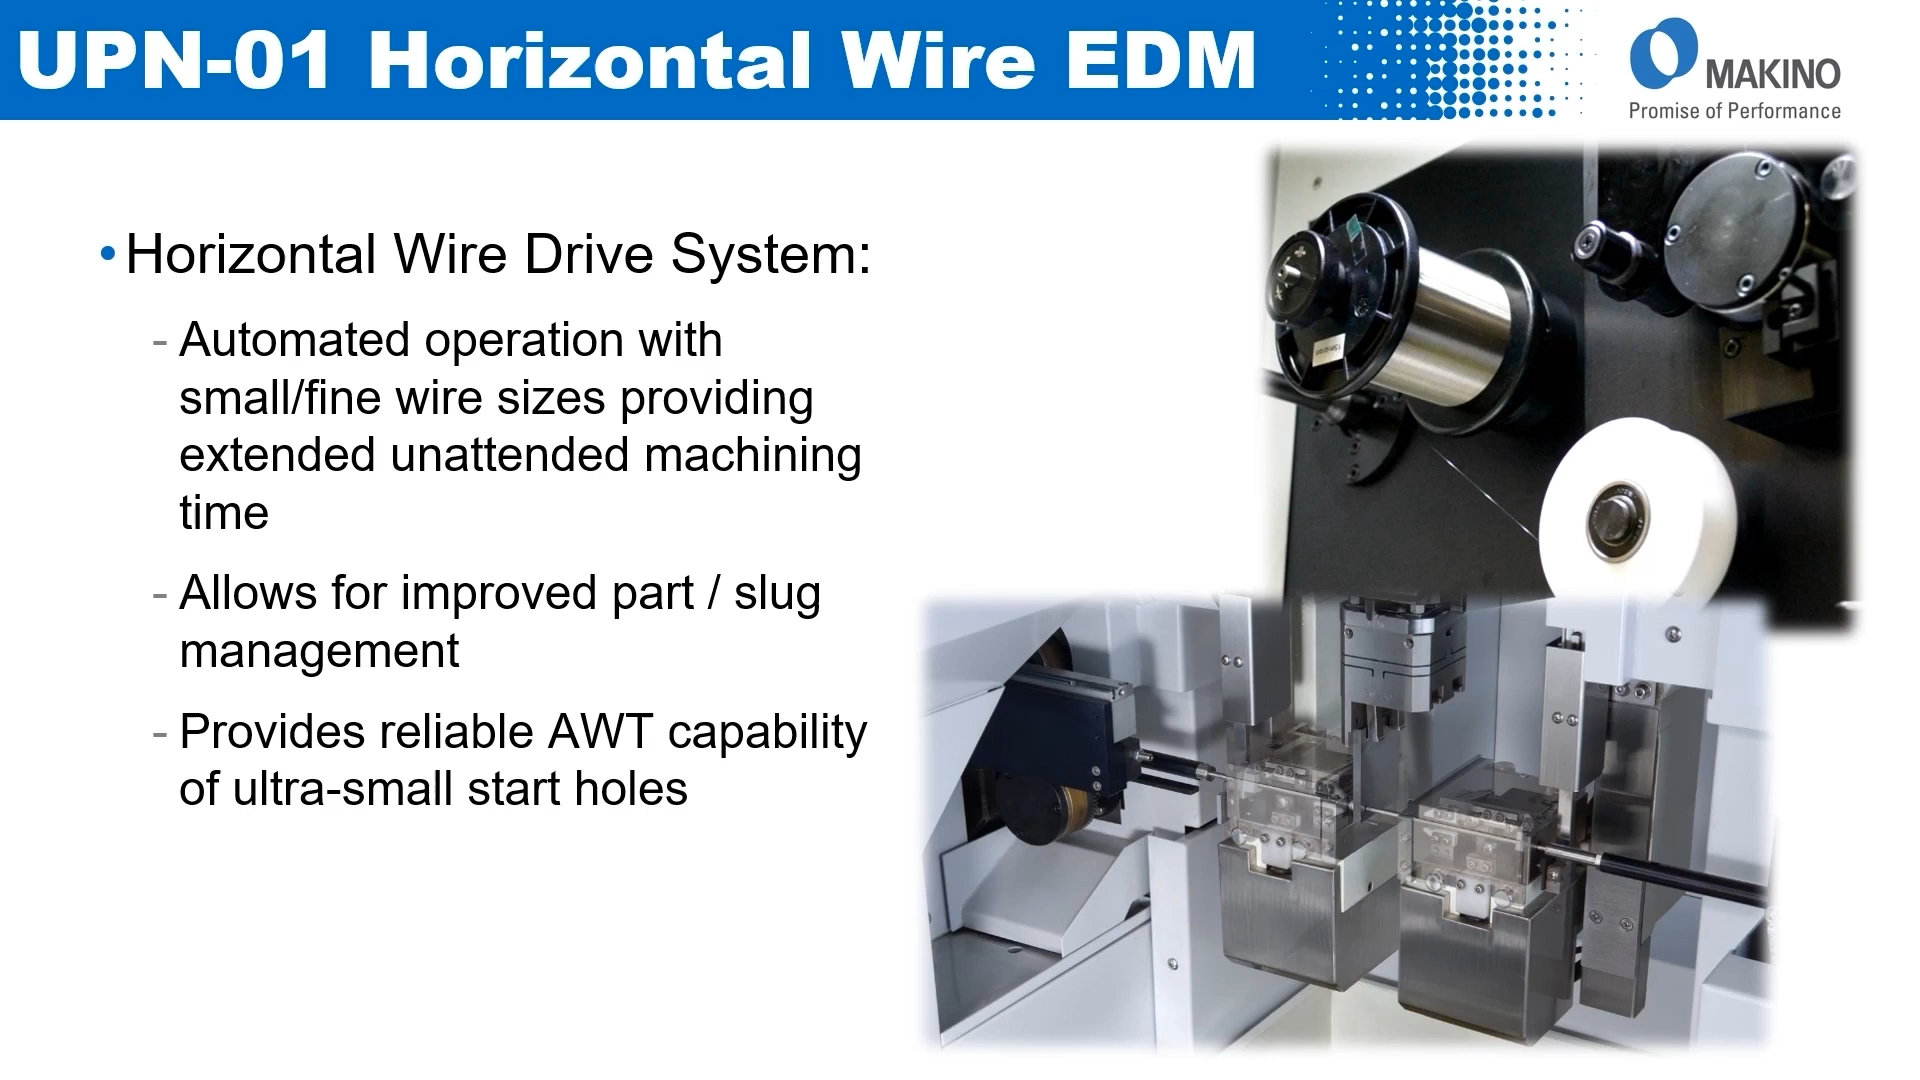 UPN-01 Horizontal Wire EDM
MAKINO
Promise of Performance
• Horizontal Wire Drive System:
- Automated operation with
small/fine wire sizes providing
extended unattended machining
time
- Allows for improved part / slug
management
- Provides reliable AWT capability
of ultra-small start holes